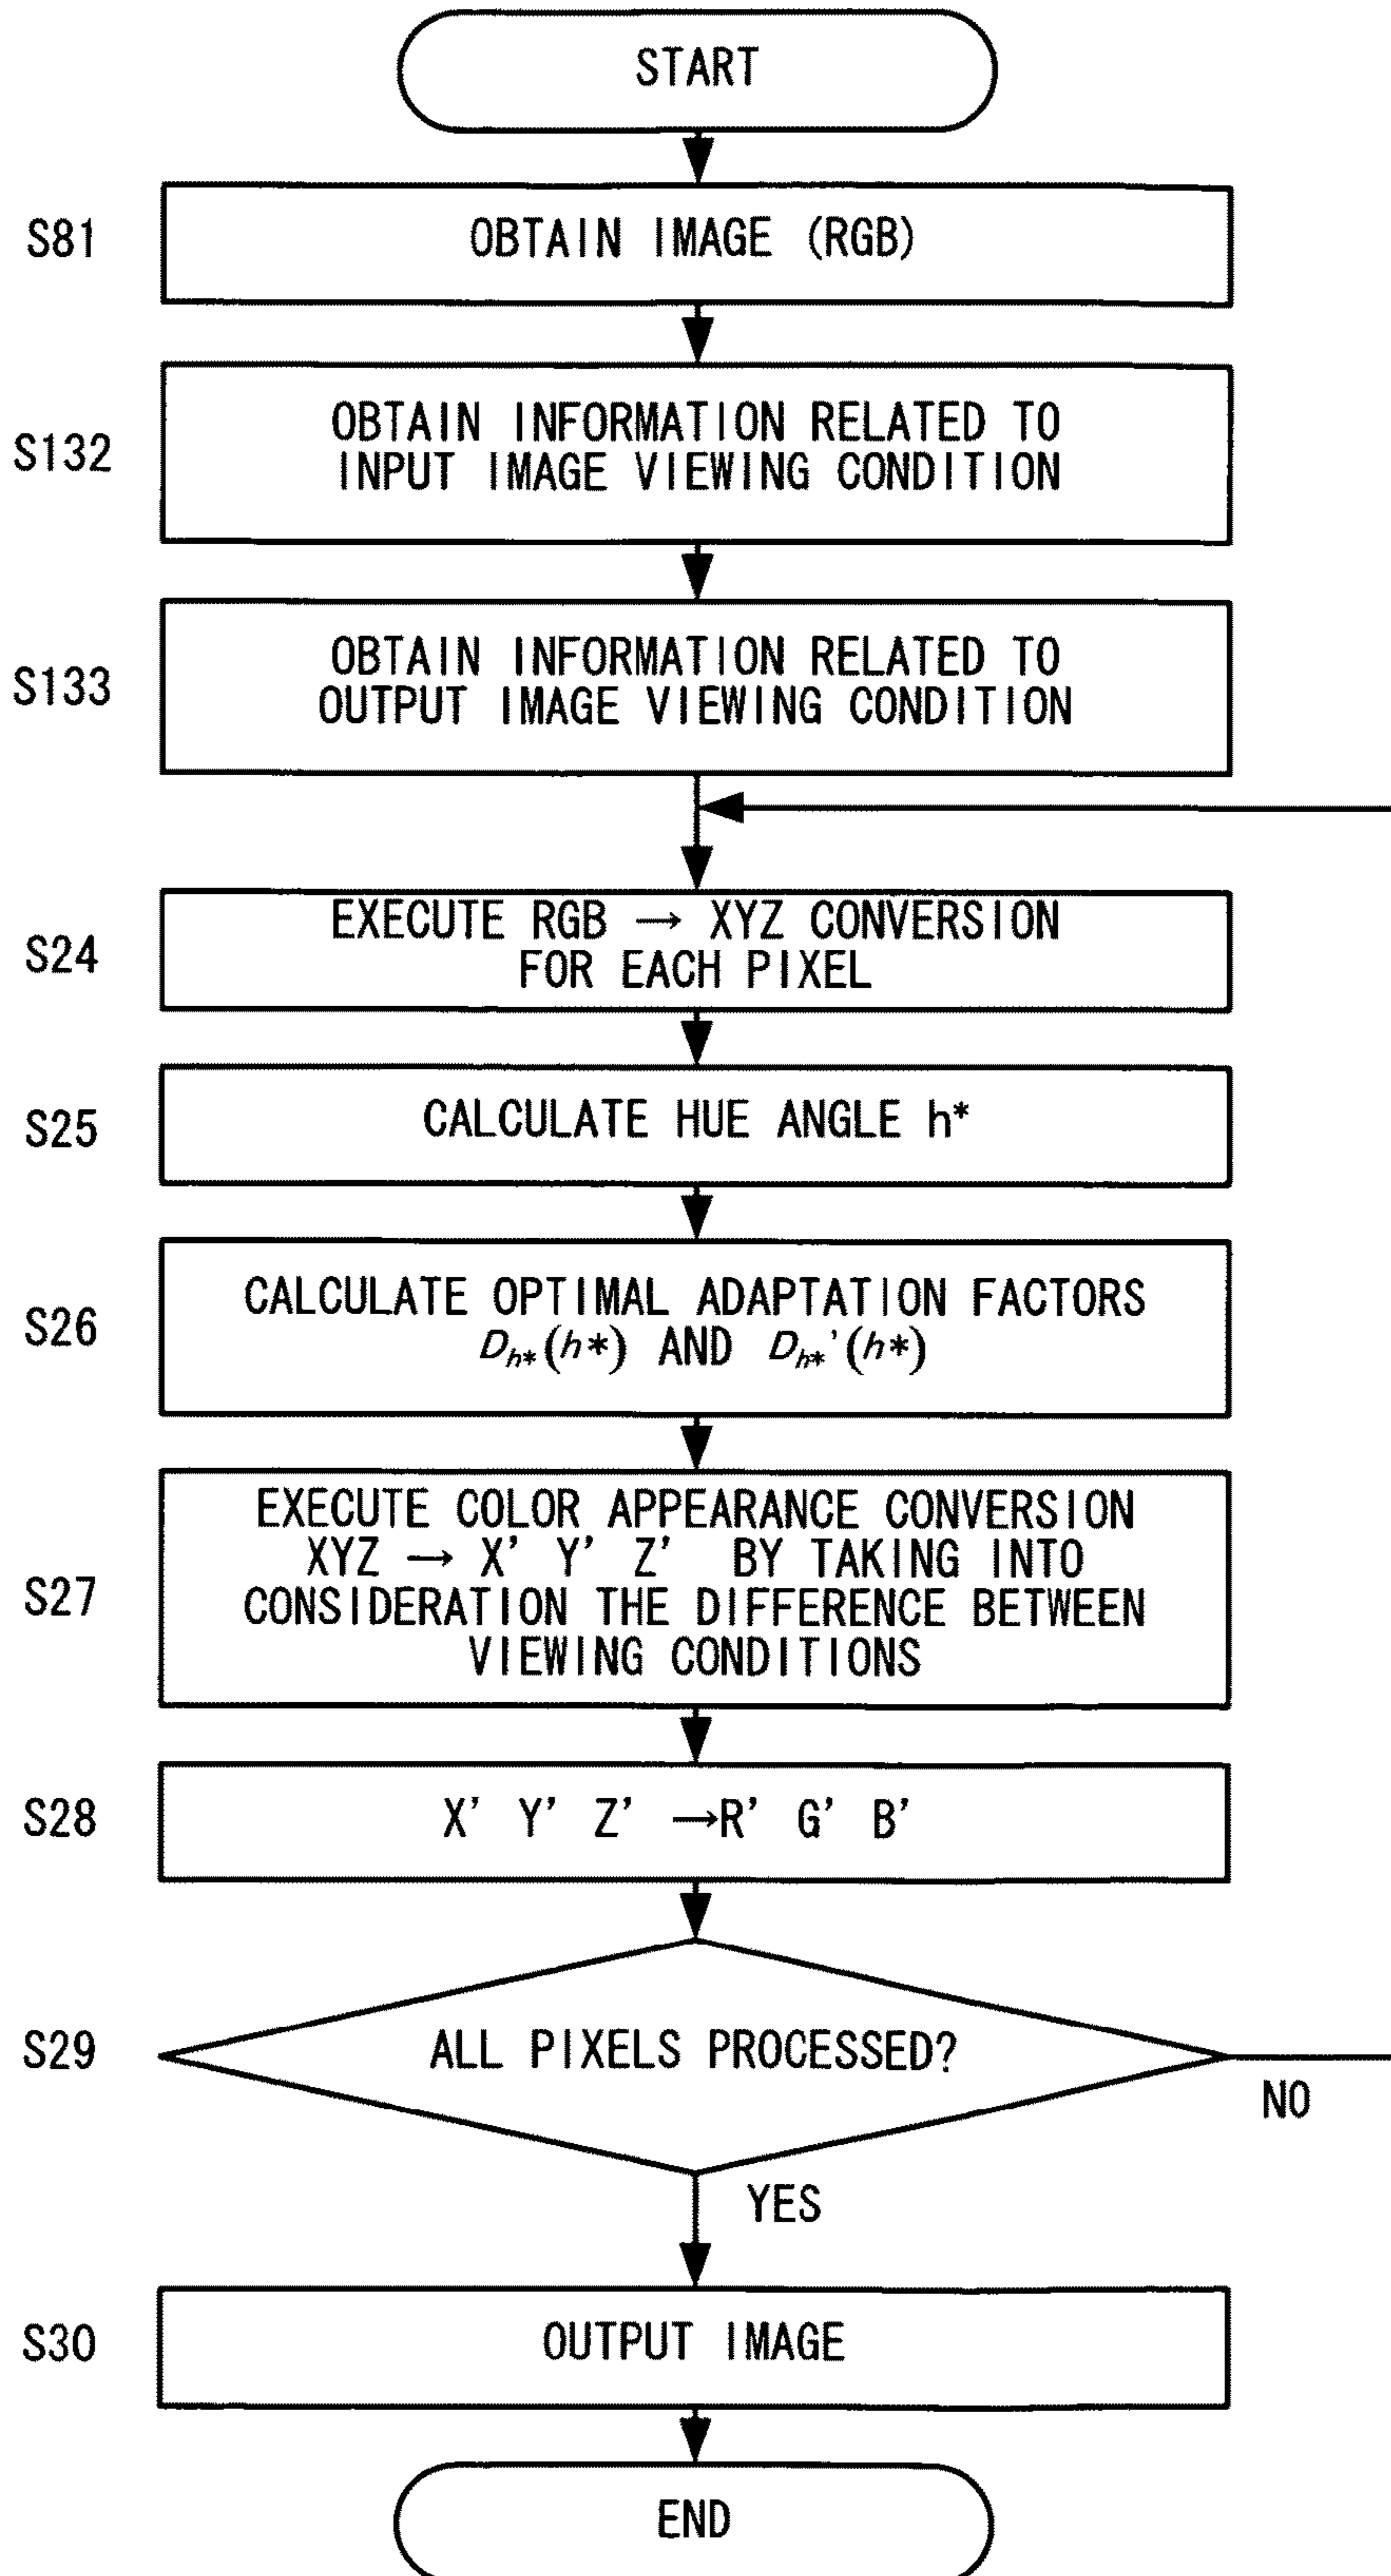 START
S81
OBTAIN IMAGE (RGB)
S132
OBTAIN INFORMATION RELATED TO
INPUT IMAGE VIEWING CONDITION
S133
OBTAIN INFORMATION RELATED TO
OUTPUT IMAGE VIEWING CONDITION
S24
EXECUTE RGB → XYZ CONVERSION
FOR EACH PIXEL
S25
CALCULATE HUE ANGLE h*
S26
CALCULATE OPTIMAL ADAPTATION FACTORS
Dh*(h*) AND Dh*'(h*)
S27
EXECUTE COLOR APPEARANCE CONVERSION
XYZ → X' Y' Z' BY TAKING INTO
CONSIDERATION THE DIFFERENCE BETWEEN
VIEWING CONDITIONS
S28
X' Y' Z' →R' G' B'
S29
ALL PIXELS PROCESSED?
NO
YES
S30
OUTPUT IMAGE
END